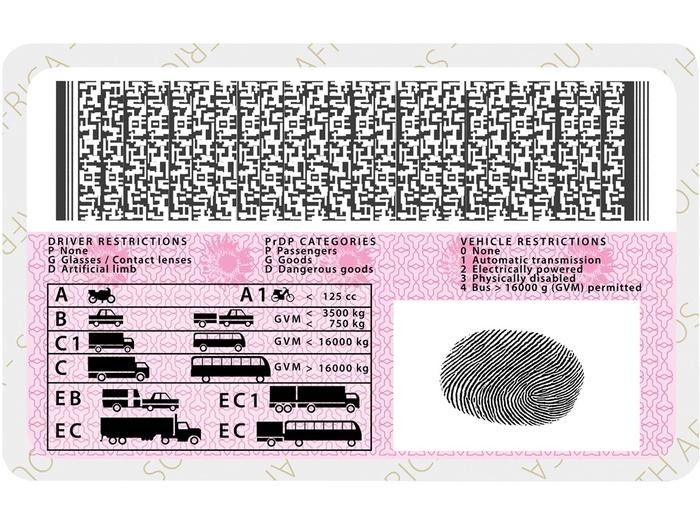 DRIVER RESTRICTIONS
P None
G Glasses / Contact lenses
D Artificial limb
PrDP CATEGORIES
P Passengers
G Goods
D Dangerous goods
VEHICLE RESTRICTIONS
0 None
1 Automatic transmission
2 Electrically powered
3 Physically disabled
4 Bus > 16000 g (GVM) permitted
A
A1 < 125 cc
B GVM < 3500 kg
< 750 kg
C1 GVM < 16000 kg
C GVM > 16000 kg
EB
EC1
EC
EC